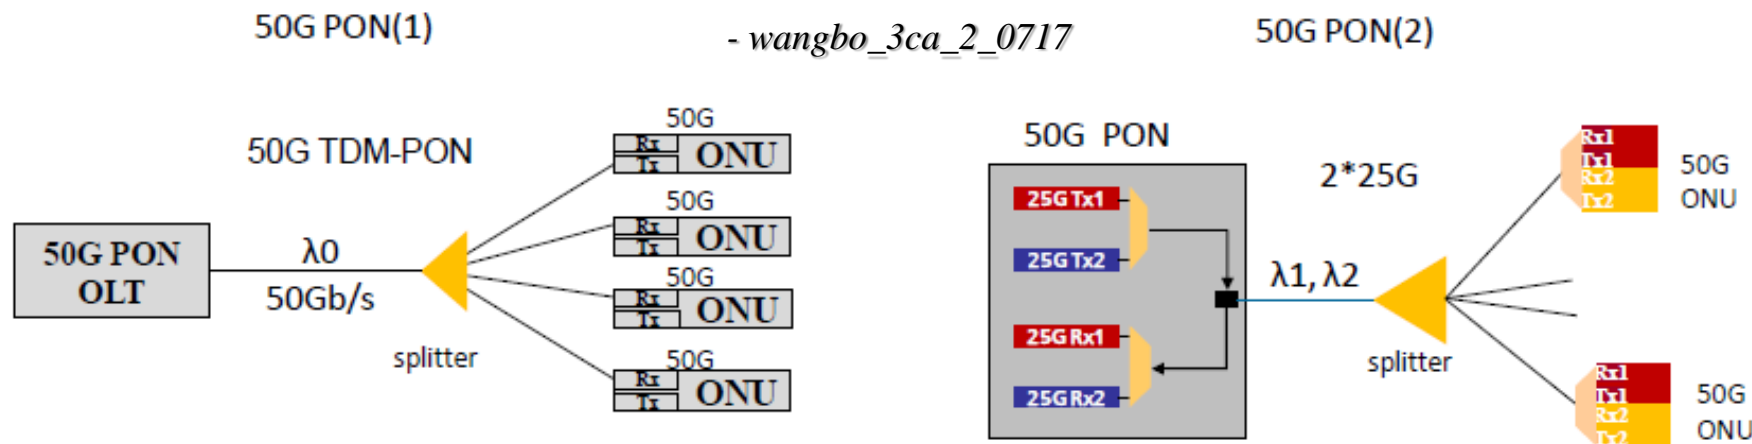 50G PON(1)
- wangbo_3ca_2_0717
50G PON(2)
50G TDM-PON
50G PON
OLT
λ0
50Gb/s
splitter
50G
Rx
Tx
ONU
50G
Rx
Tx
ONU
50G
Rx
Tx
ONU
50G
Rx
Tx
ONU
50G PON
25G Tx1
25G Tx2
25G Rx1
25G Rx2
2*25G
λ1, λ2
splitter
Rx1
Tx1
Rx2
Tx2
50G
ONU
Rx1
Tx1
Rx2
Tx2
50G
ONU